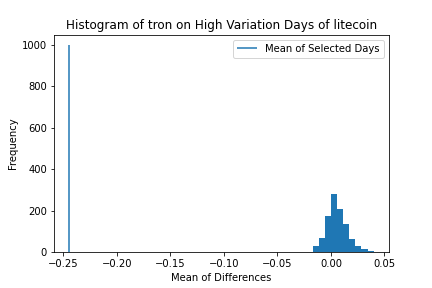 Histogram of tron on High Variation Days of litecoin
Mean of Selected Days
1000
800
600
400
200
0
Frequency
−0.25 −0.20 −0.15 −0.10 −0.05 0.00 0.05
Mean of Differences